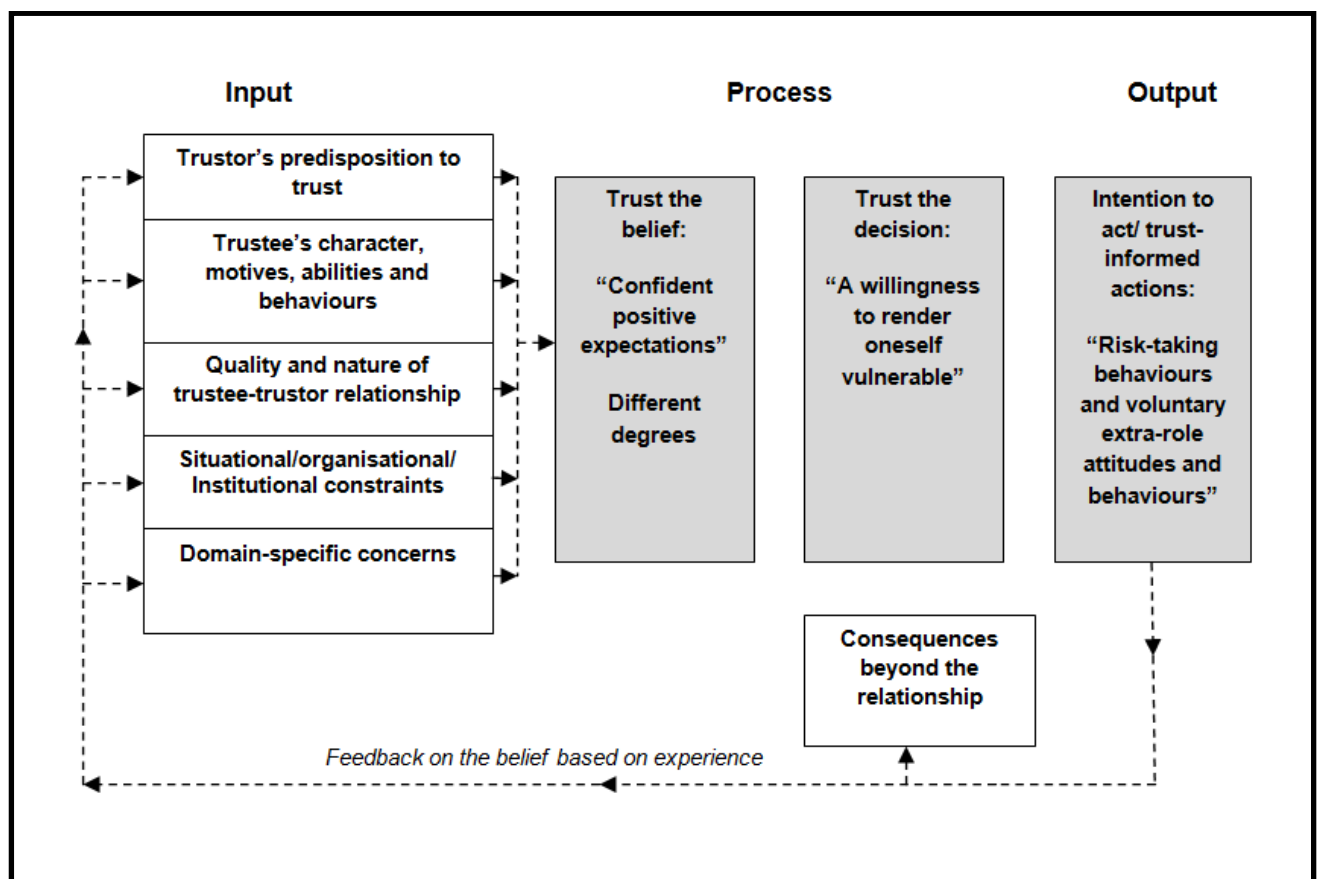 Input
Process
Output
Trustor’s predisposition to
trust
Trustee’s character,
motives, abilities and
behaviours
Quality and nature of
trustee-trustor relationship
Situational/organisational/
Institutional constraints
Domain-specific concerns
Trust the
belief:
“Confident
positive
expectations”
Different
degrees
Trust the
decision:
“A willingness
to render
oneself
vulnerable”
Intention to
act/ trust-
informed
actions:
“Risk-taking
behaviours
and voluntary
extra-role
attitudes and
behaviours”
Consequences
beyond the
relationship
Feedback on the belief based on experience